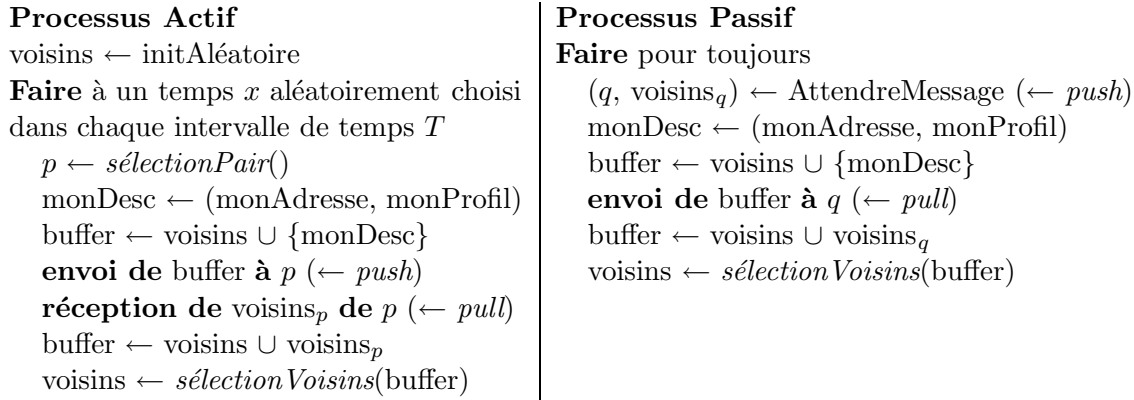 Processus Actif
voisins ← initAléatoire
Faire à un temps x aléatoirement choisi
dans chaque intervalle de temps T
p ← sélectionPair()
monDesc ← (monAdresse, monProfil)
buffer ← voisins ∪ {monDesc}
envoi de buffer à p (← push)
réception de voisinsₚ de p (← pull)
buffer ← voisins ∪ voisinsₚ
voisins ← sélectionVoisins(buffer)
Processus Passif
Faire pour toujours
(q, voisins_q) ← AttendreMessage (← push)
monDesc ← (monAdresse, monProfil)
buffer ← voisins ∪ {monDesc}
envoi de buffer à q (← pull)
buffer ← voisins ∪ voisins_q
voisins ← sélectionVoisins(buffer)